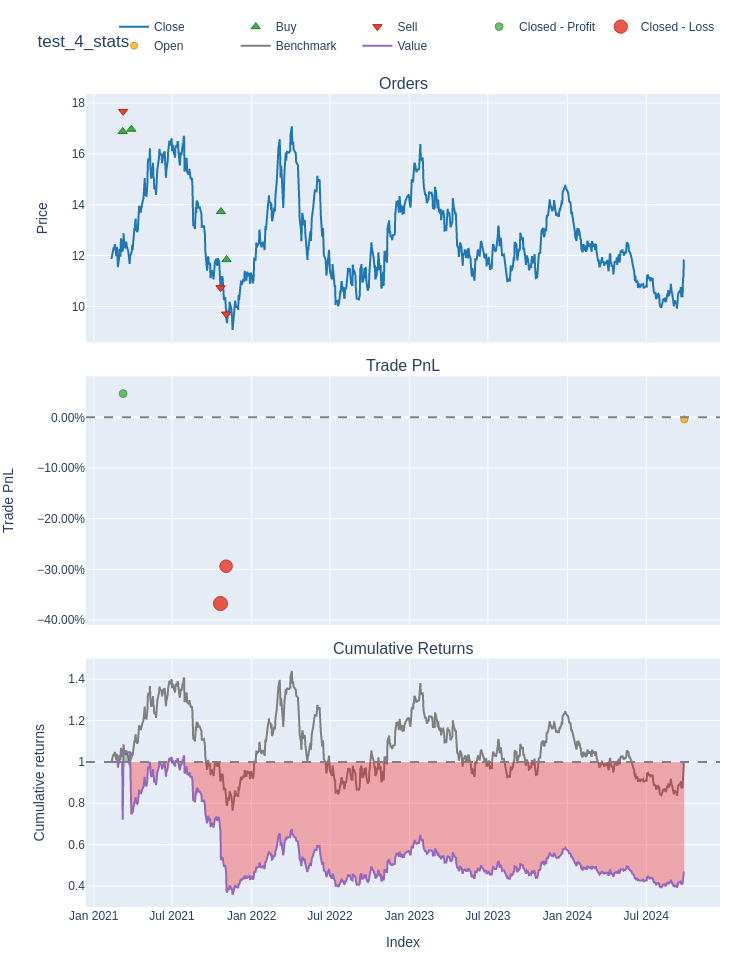 test_4_stats
Close Buy Sell Closed - Profit Closed - Loss
Open Benchmark Value
Orders
18
16
14
12
10
Price
Trade PnL
0.00%
−10.00%
−20.00%
−30.00%
−40.00%
Trade PnL
Cumulative Returns
1.4
1.2
1
0.8
0.6
0.4
Cumulative returns
Jan 2021 Jul 2021 Jan 2022 Jul 2022 Jan 2023 Jul 2023 Jan 2024 Jul 2024
Index